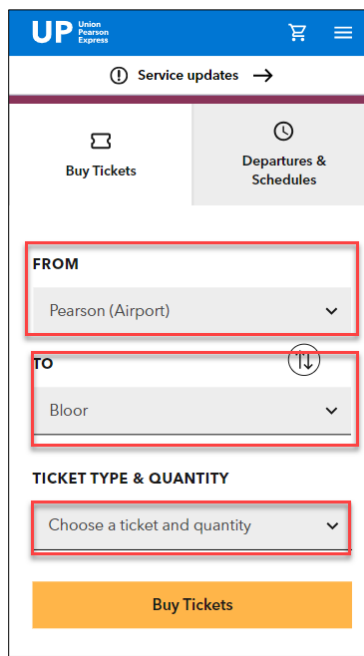 UP Union
Pearson
Express
Service updates
Buy Tickets
Departures &
Schedules
FROM
Pearson (Airport)
TO
Bloor
TICKET TYPE & QUANTITY
Choose a ticket and quantity
Buy Tickets